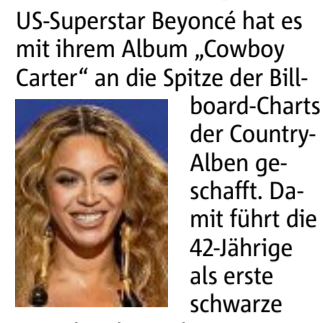 US-Superstar Beyoncé hat es
mit ihrem Album „Cowboy
Carter“ an die Spitze der Bill-
board-Charts
der Country-
Alben ge-
schafft. Da-
mit führt die
42-Jährige
als erste
schwarze